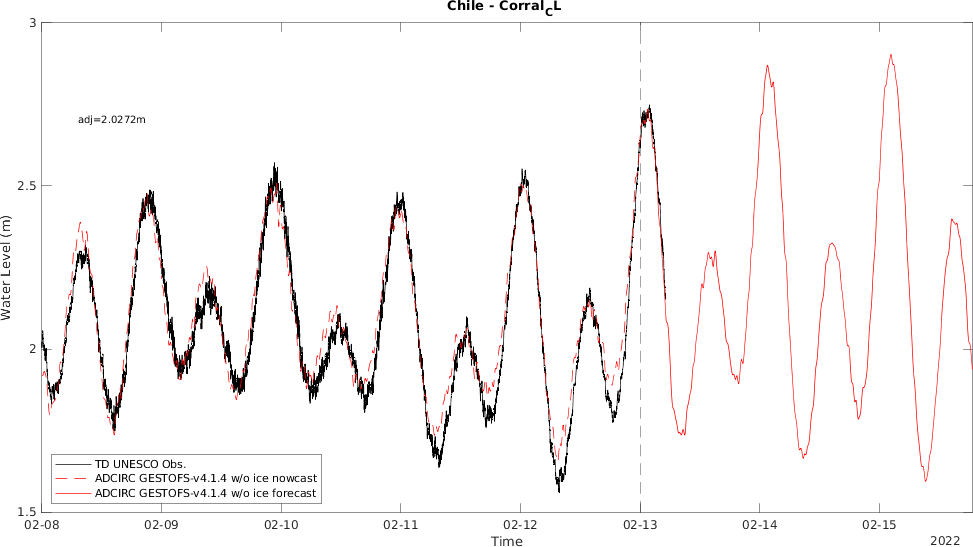 Chile - Corral_CL
3
adj=2.0272m
2.5
Water Level (m)
2
TD UNESCO Obs.
ADCIRC GESTOFS-v4.1.4 w/o ice nowcast
ADCIRC GESTOFS-v4.1.4 w/o ice forecast
1.5
02-08 02-09 02-10 02-11 02-12 02-13 02-14 02-15
Time
2022